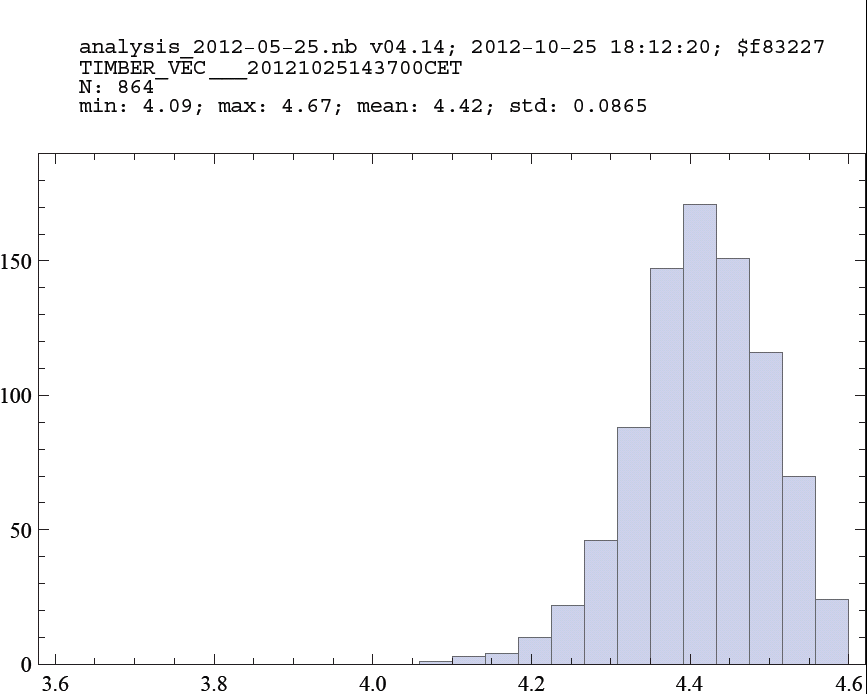 analysis_2012-05-25.nb v04.14; 2012-10-25 18:12:20; $f83227
TIMBER_VEC___20121025143700CET
N: 864
min: 4.09; max: 4.67; mean: 4.42; std: 0.0865
150
100
50
0
3.6 3.8 4.0 4.2 4.4 4.6